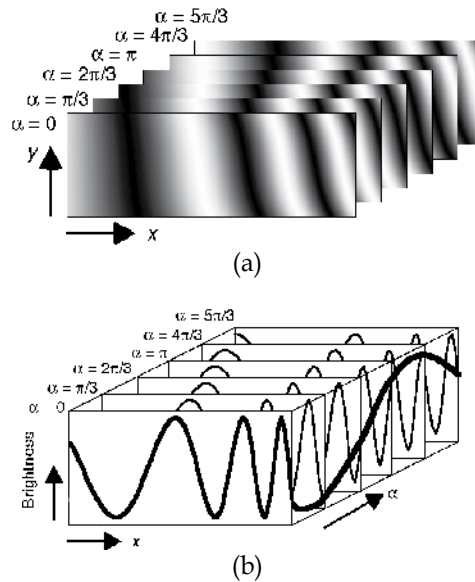 α = 5π/3
α = 4π/3
α = π
α = 2π/3
α = π/3
α = 0
y
x
(a)
α = 5π/3
α = 4π/3
α = π
α = 2π/3
α = π/3
α 0
Brightness
α
x
(b)